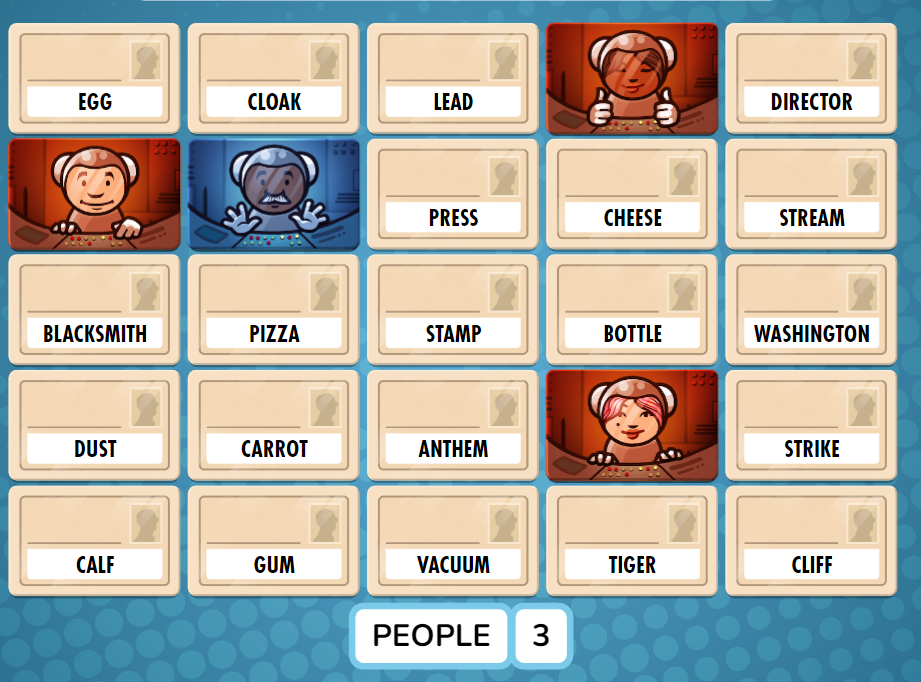 EGG
CLOAK
LEAD
DIRECTOR
PRESS
CHEESE
STREAM
BLACKSMITH
PIZZA
STAMP
BOTTLE
WASHINGTON
DUST
CARROT
ANTHEM
STRIKE
CALF
GUM
VACUUM
TIGER
CLIFF
PEOPLE 3